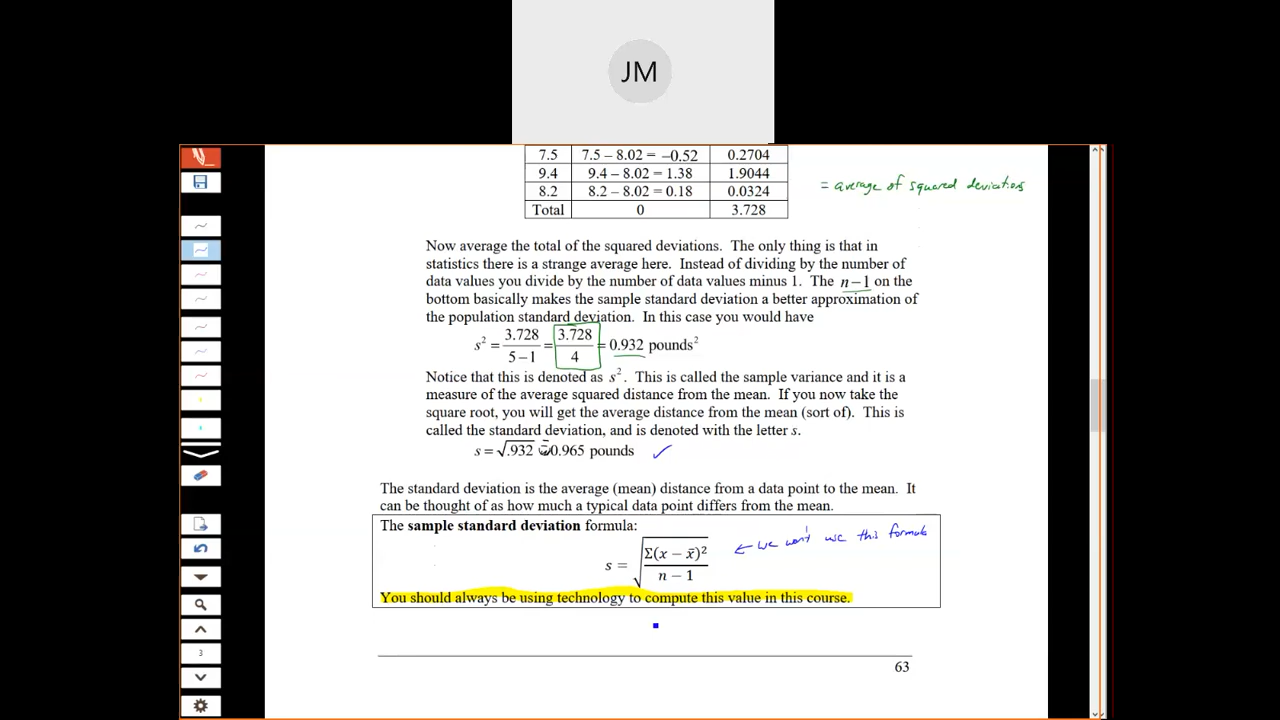 JM
7.5 7.5 – 8.02 = –0.52 0.2704
9.4 9.4 – 8.02 = 1.38 1.9044
8.2 8.2 – 8.02 = 0.18 0.0324
Total 0 3.728
= average of squared deviations
Now average the total of the squared deviations. The only thing is that in
statistics there is a strange average here. Instead of dividing by the number of
data values you divide by the number of data values minus 1. The n–1 on the
bottom basically makes the sample standard deviation a better approximation of
the population standard deviation. In this case you would have
s² = 3.728/5–1 = 3.728/4 = 0.932 pounds²
Notice that this is denoted as s². This is called the sample variance and it is a
measure of the average squared distance from the mean. If you now take the
square root, you will get the average distance from the mean (sort of). This is
called the standard deviation, and is denoted with the letter s.
s = √.932 ≈ 0.965 pounds ✓
The standard deviation is the average (mean) distance from a data point to the mean. It
can be thought of as how much a typical data point differs from the mean.
The sample standard deviation formula:
s = √(Σ(x – x̄)²/n – 1) ← we won't use this formula
You should always be using technology to compute this value in this course.
63
3